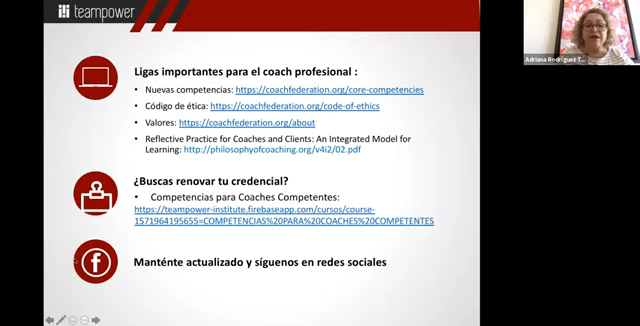 teampower
Adriana Rodríguez T...
Ligas importantes para el coach profesional :
• Nuevas competencias: https://coachfederation.org/core-competencies
• Código de ética: https://coachfederation.org/code-of-ethics
• Valores: https://coachfederation.org/about
• Reflective Practice for Coaches and Clients: An Integrated Model for
Learning: http://philosophyofcoaching.org/v4i2/02.pdf
¿Buscas renovar tu credencial?
• Competencias para Coaches Competentes:
https://teampower-institute.firebaseapp.com/cursos/course-
1571964195655=COMPETENCIAS%20PARA%20COACHES%20COMPETENTES
Manténte actualizado y síguenos en redes sociales